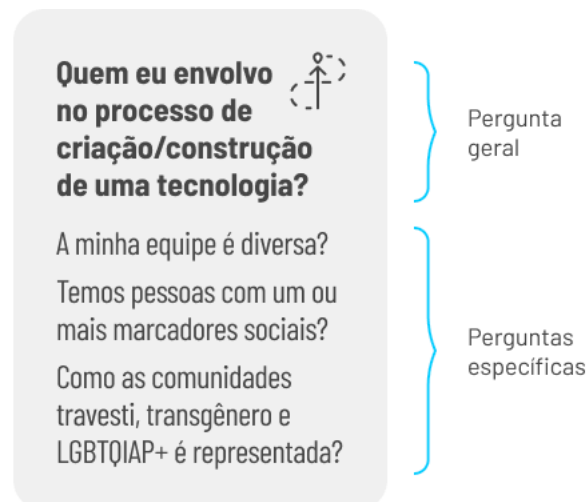 Quem eu envolvo
no processo de
criação/construção
de uma tecnologia?
Pergunta
geral
A minha equipe é diversa?
Temos pessoas com um ou
mais marcadores sociais?
Como as comunidades
travesti, transgênero e
LGBTQIAP+ é representada?
Perguntas
específicas